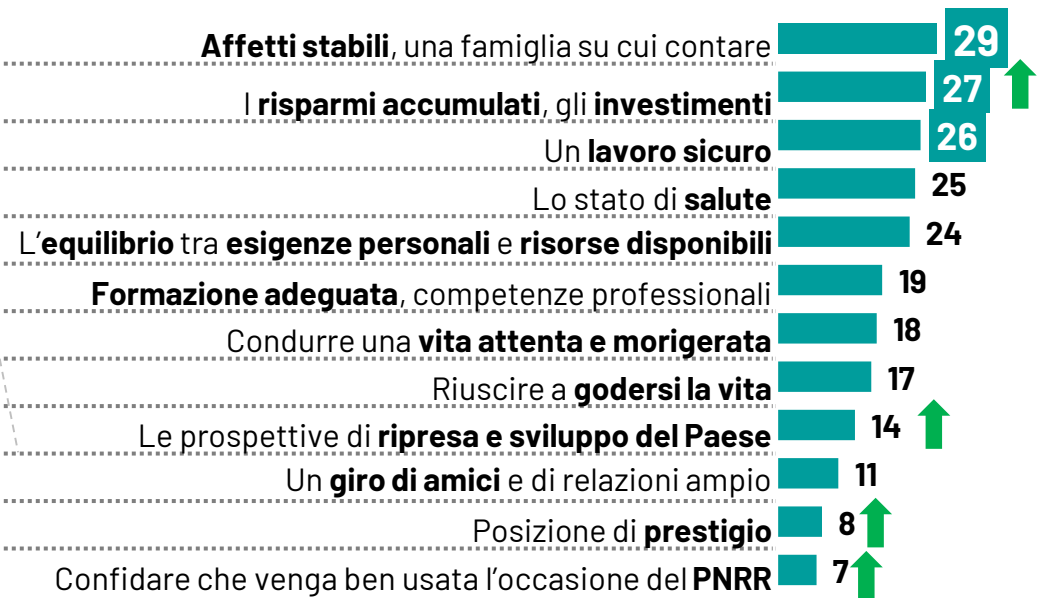 Affetti stabili, una famiglia su cui contare 29
I risparmi accumulati, gli investimenti 27
Un lavoro sicuro 26
Lo stato di salute 25
L'equilibrio tra esigenze personali e risorse disponibili 24
Formazione adeguata, competenze professionali 19
Condurre una vita attenta e morigerata 18
Riuscire a godersi la vita 17
Le prospettive di ripresa e sviluppo del Paese 14
Un giro di amici e di relazioni ampio 11
Posizione di prestigio 8
Confidare che venga ben usata l'occasione del PNRR 7